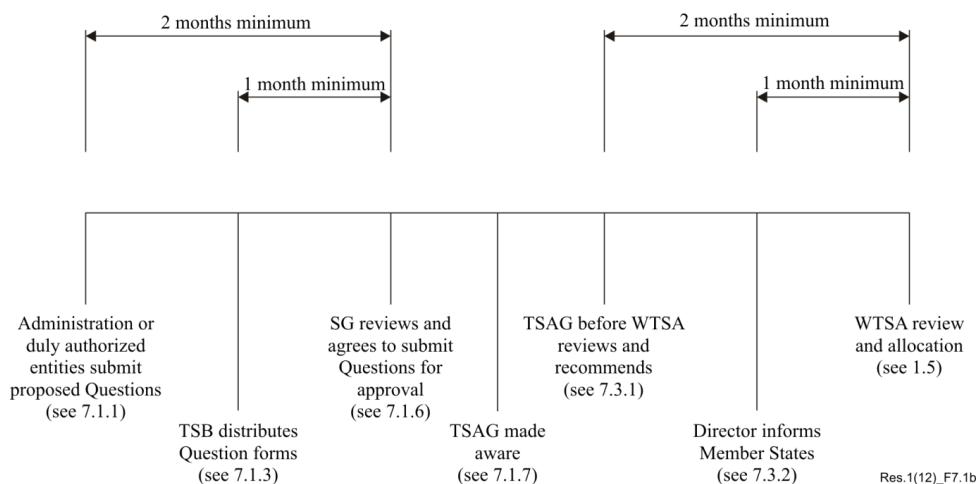 2 months minimum
2 months minimum
1 month minimum
1 month minimum
Administration or
duly authorized
entities submit
proposed Questions
(see 7.1.1)
TSB distributes
Question forms
(see 7.1.3)
SG reviews and
agrees to submit
Questions for
approval
(see 7.1.6)
TSAG made
aware
(see 7.1.7)
TSAG before WTSA
reviews and
recommends
(see 7.3.1)
Director informs
Member States
(see 7.3.2)
WTSA review
and allocation
(see 1.5)
Res.1(12)_F7.1b